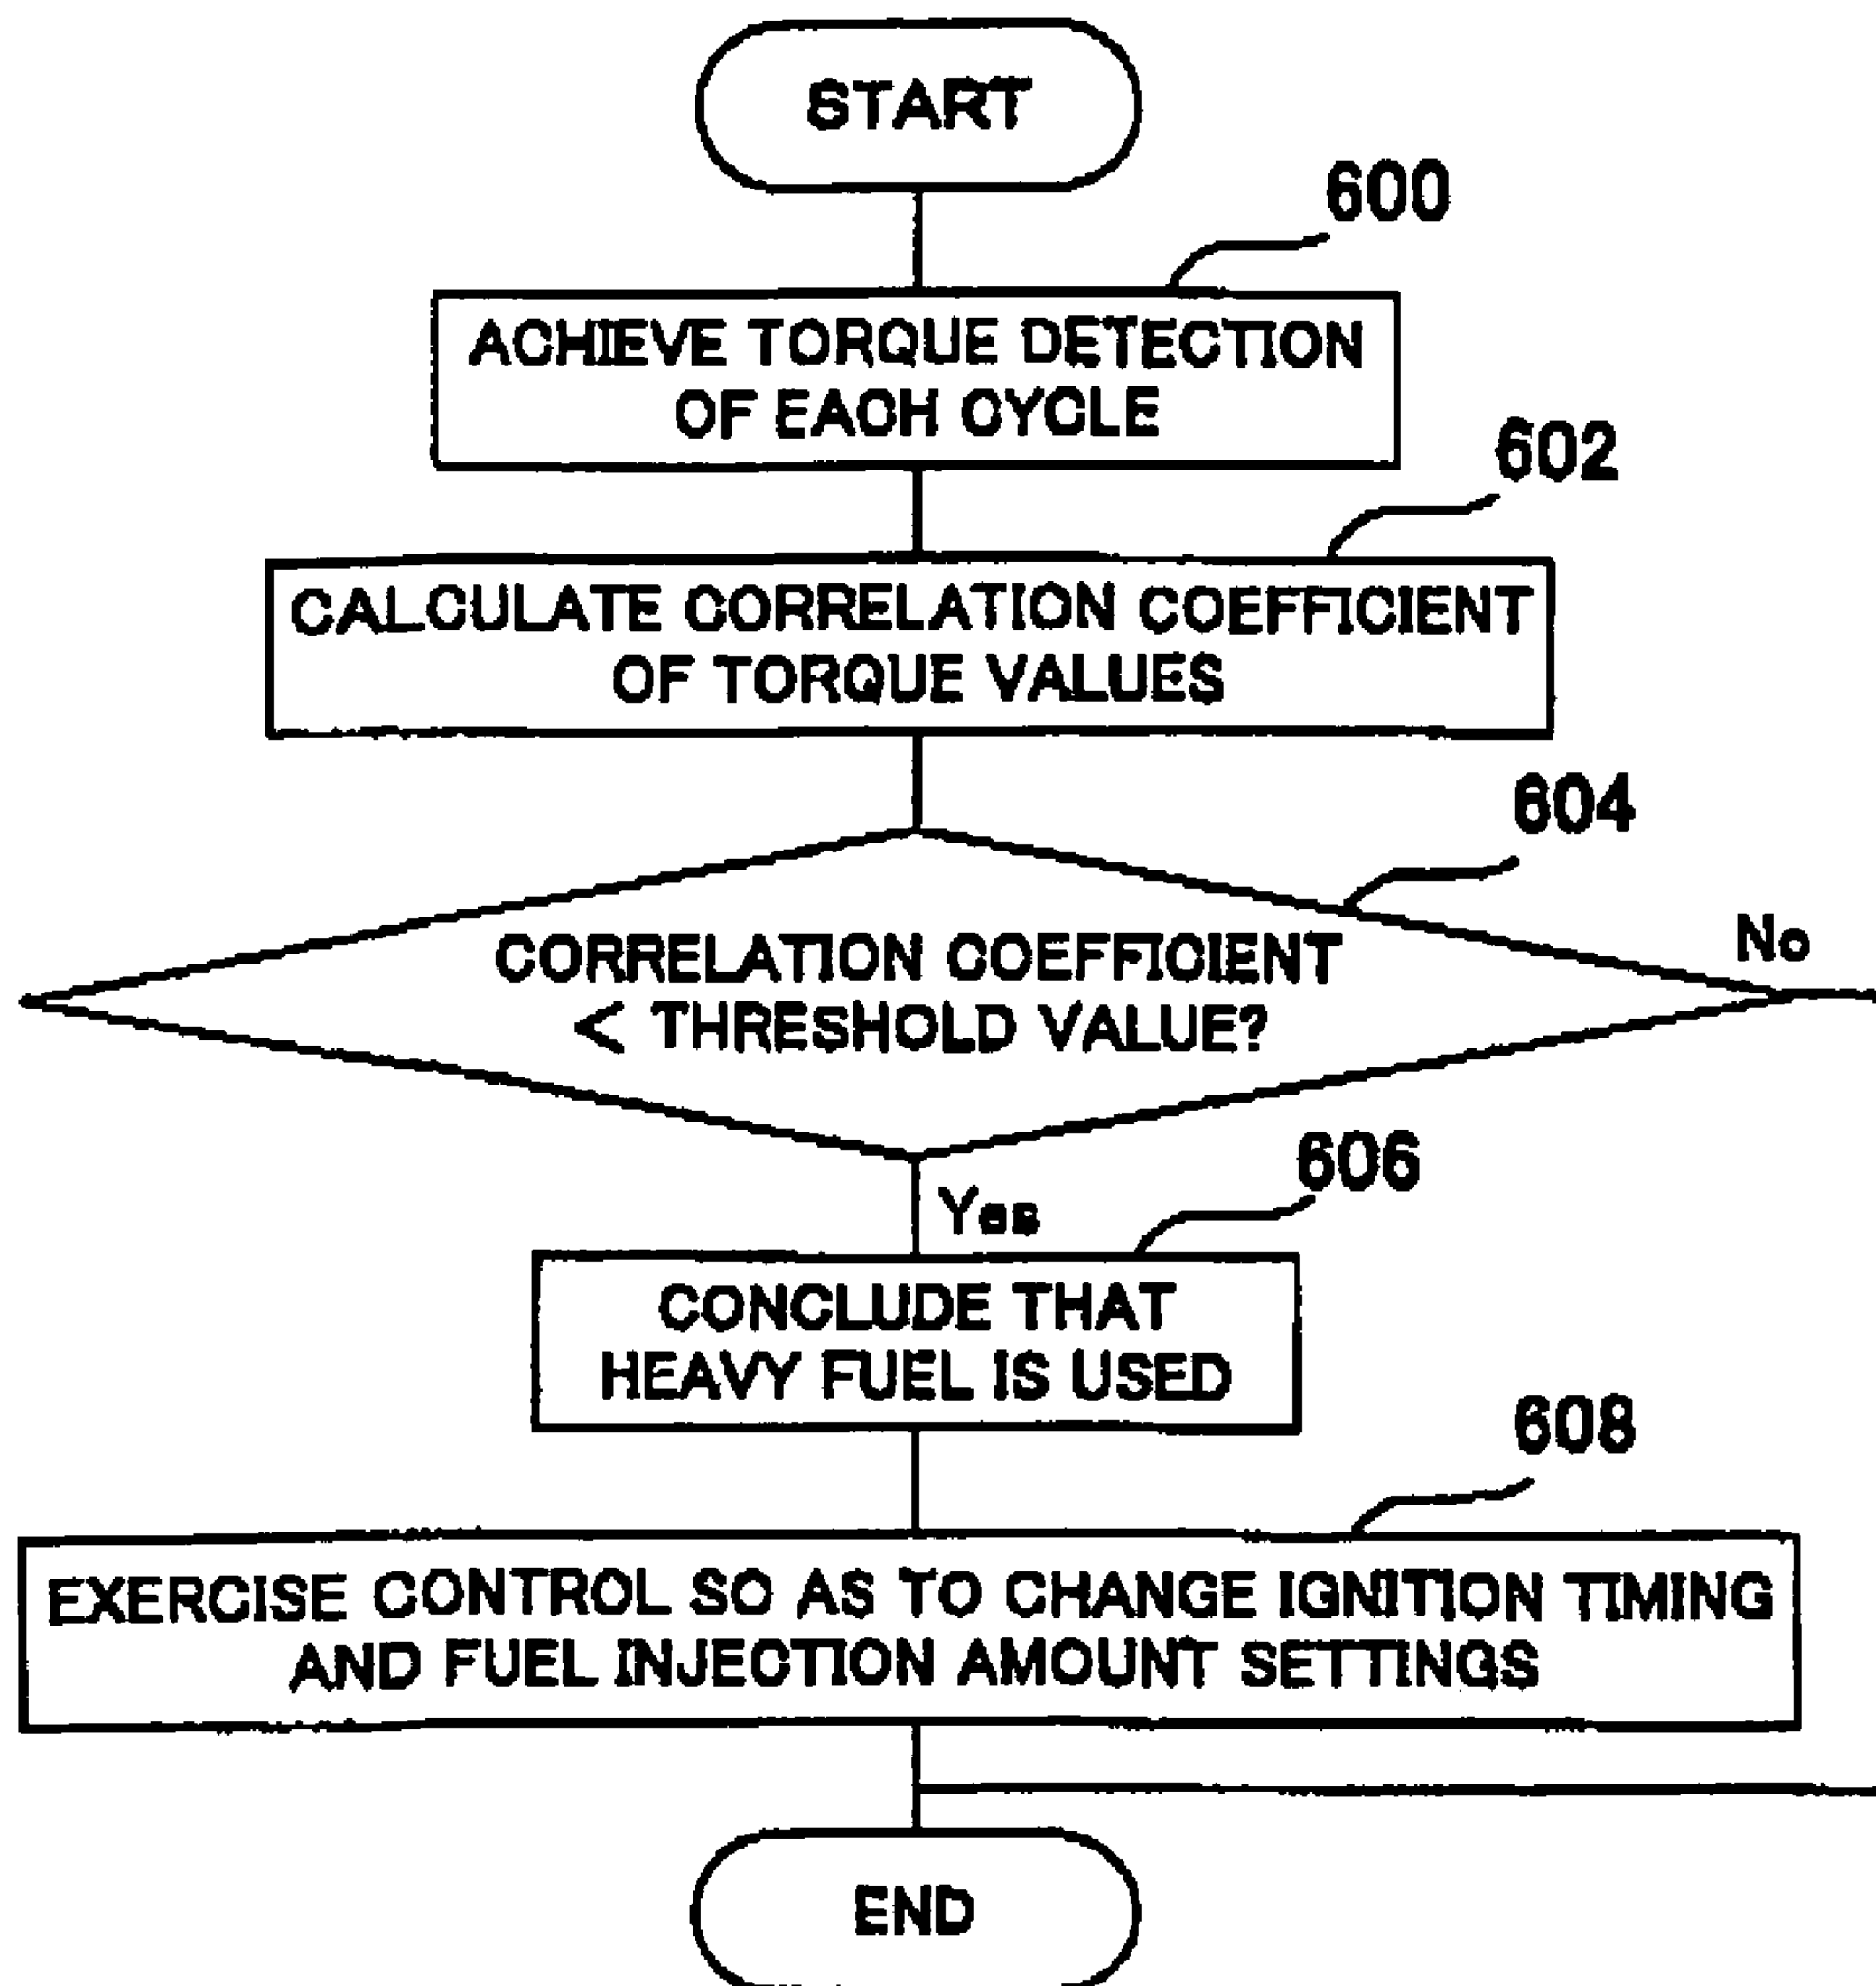 START
600
ACHIEVE TORQUE DETECTION
OF EACH CYCLE
602
CALCULATE CORRELATION COEFFICIENT
OF TORQUE VALUES
604
CORRELATION COEFFICIENT
< THRESHOLD VALUE?
No
Yes
606
CONCLUDE THAT
HEAVY FUEL IS USED
608
EXERCISE CONTROL SO AS TO CHANGE IGNITION TIMING
AND FUEL INJECTION AMOUNT SETTINGS
END